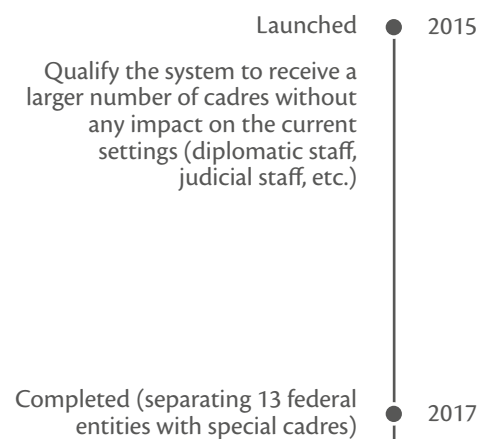 Launched
2015
Qualify the system to receive a
larger number of cadres without
any impact on the current
settings (diplomatic staff,
judicial staff, etc.)
Completed (separating 13 federal
entities with special cadres)
2017